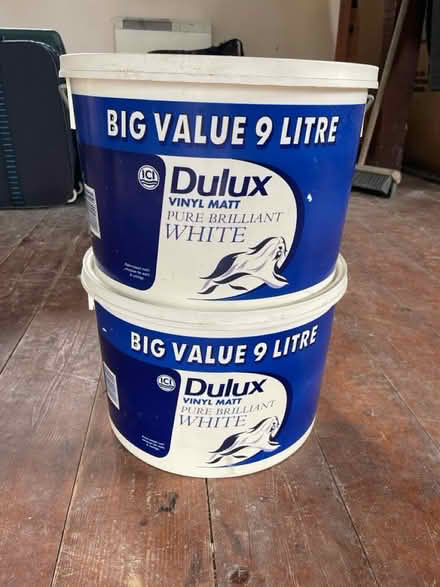 BIG VALUE 9 LITRE
ICI
Dulux
VINYL MATT
PURE BRILLIANT
WHITE
BIG VALUE 9 LITRE
ICI
Dulux
VINYL MATT
PURE BRILLIANT
WHITE